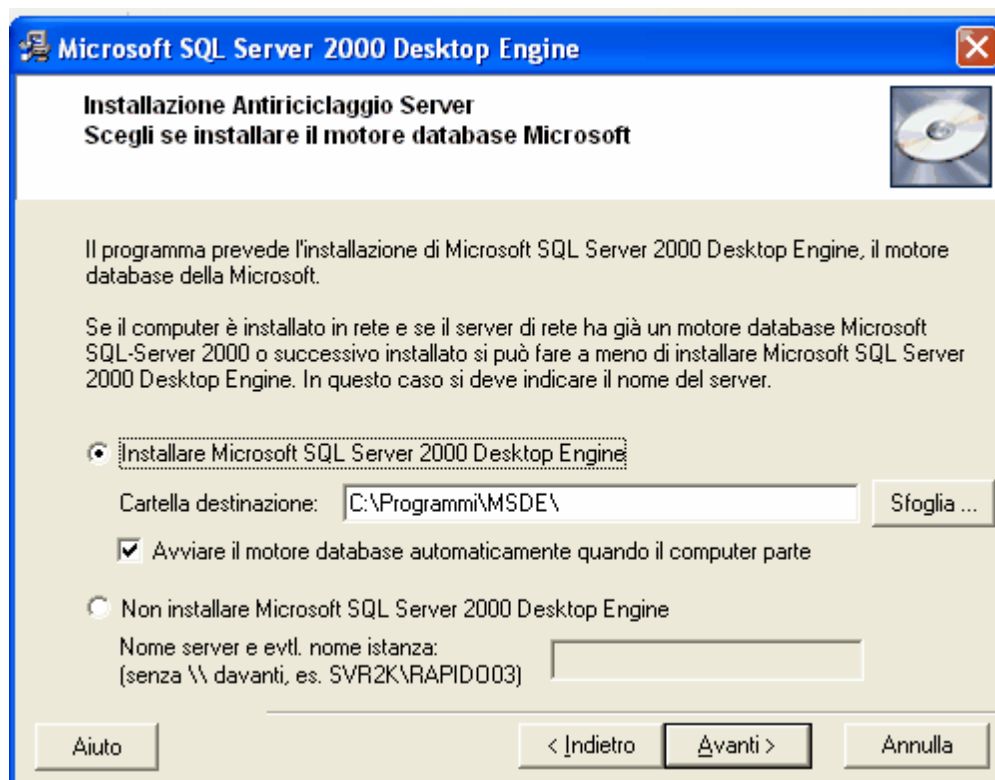 Microsoft SQL Server 2000 Desktop Engine
Installazione Antiriciclaggio Server
Scegli se installare il motore database Microsoft
Il programma prevede l'installazione di Microsoft SQL Server 2000 Desktop Engine, il motore
database della Microsoft.
Se il computer è installato in rete e se il server di rete ha già un motore database Microsoft
SQL-Server 2000 o successivo installato si può fare a meno di installare Microsoft SQL Server
2000 Desktop Engine. In questo caso si deve indicare il nome del server.
Installare Microsoft SQL Server 2000 Desktop Engine
Cartella destinazione: C:\Programmi\MSDE\ Sfoglia ...
Avviare il motore database automaticamente quando il computer parte
Non installare Microsoft SQL Server 2000 Desktop Engine
Nome server e evtl. nome istanza:
(senza \\ davanti, es. SVR2K\RAPIDO03)
Aiuto < Indietro Avanti > Annulla